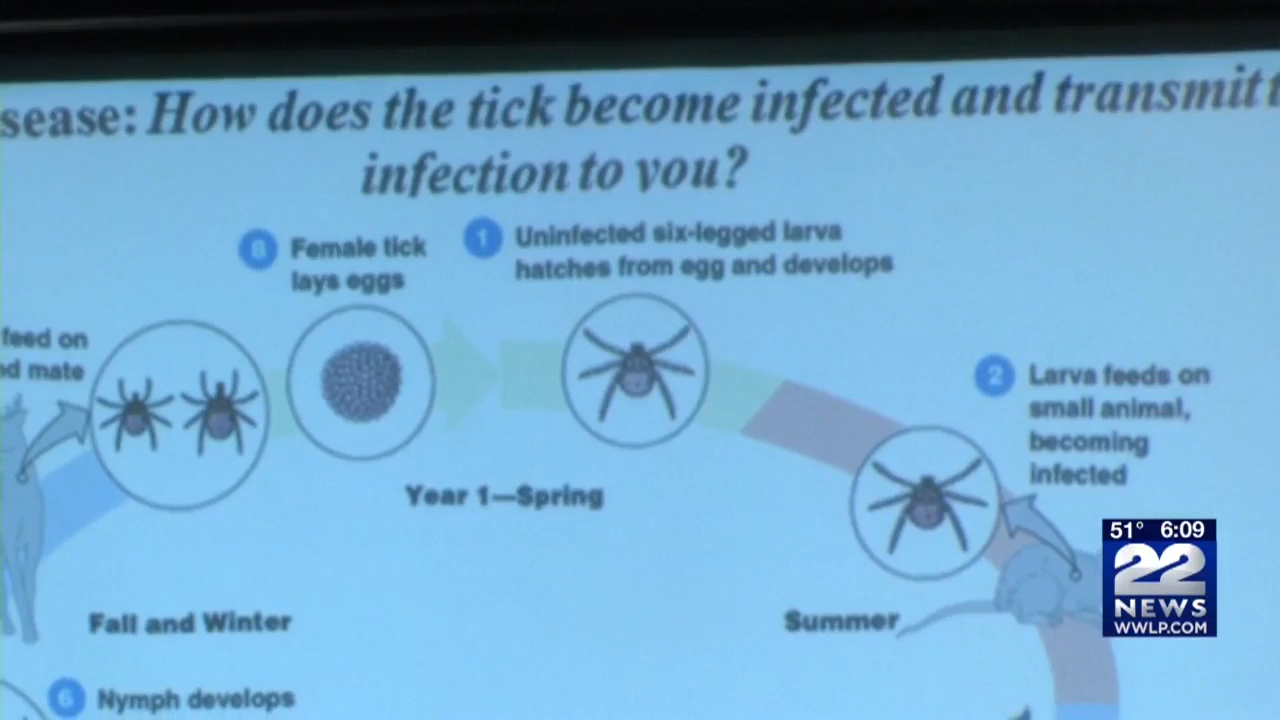 sease: How does the tick become infected and transmitt
infection to you?
8 Female tick
lays eggs
1 Uninfected six-legged larva
hatches from egg and develops
feed on
nd mate
2 Larva feeds on
small animal,
becoming
infected
Year 1—Spring
Fall and Winter
Summer
6 Nymph develops
51° 6:09
22
NEWS
WWLP.COM